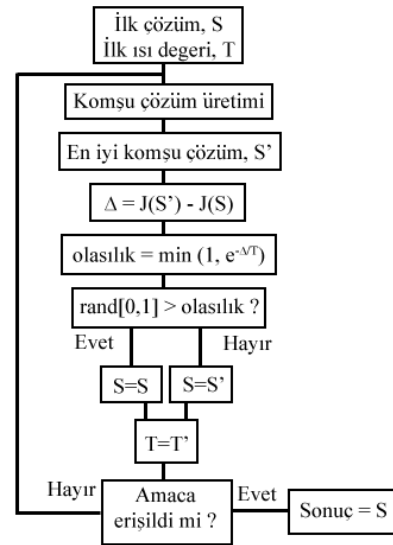 İlk çözüm, S
İlk ısı degeri, T
Komşu çözüm üretimi
En iyi komşu çözüm, S’
Δ = J(S’) - J(S)
olasılık = min (1, e^-Δ/T)
rand[0,1] > olasılık ?
Evet
Hayır
S=S
S=S’
T=T’
Hayır
Amaca
erişildi mi ?
Evet
Sonuç = S